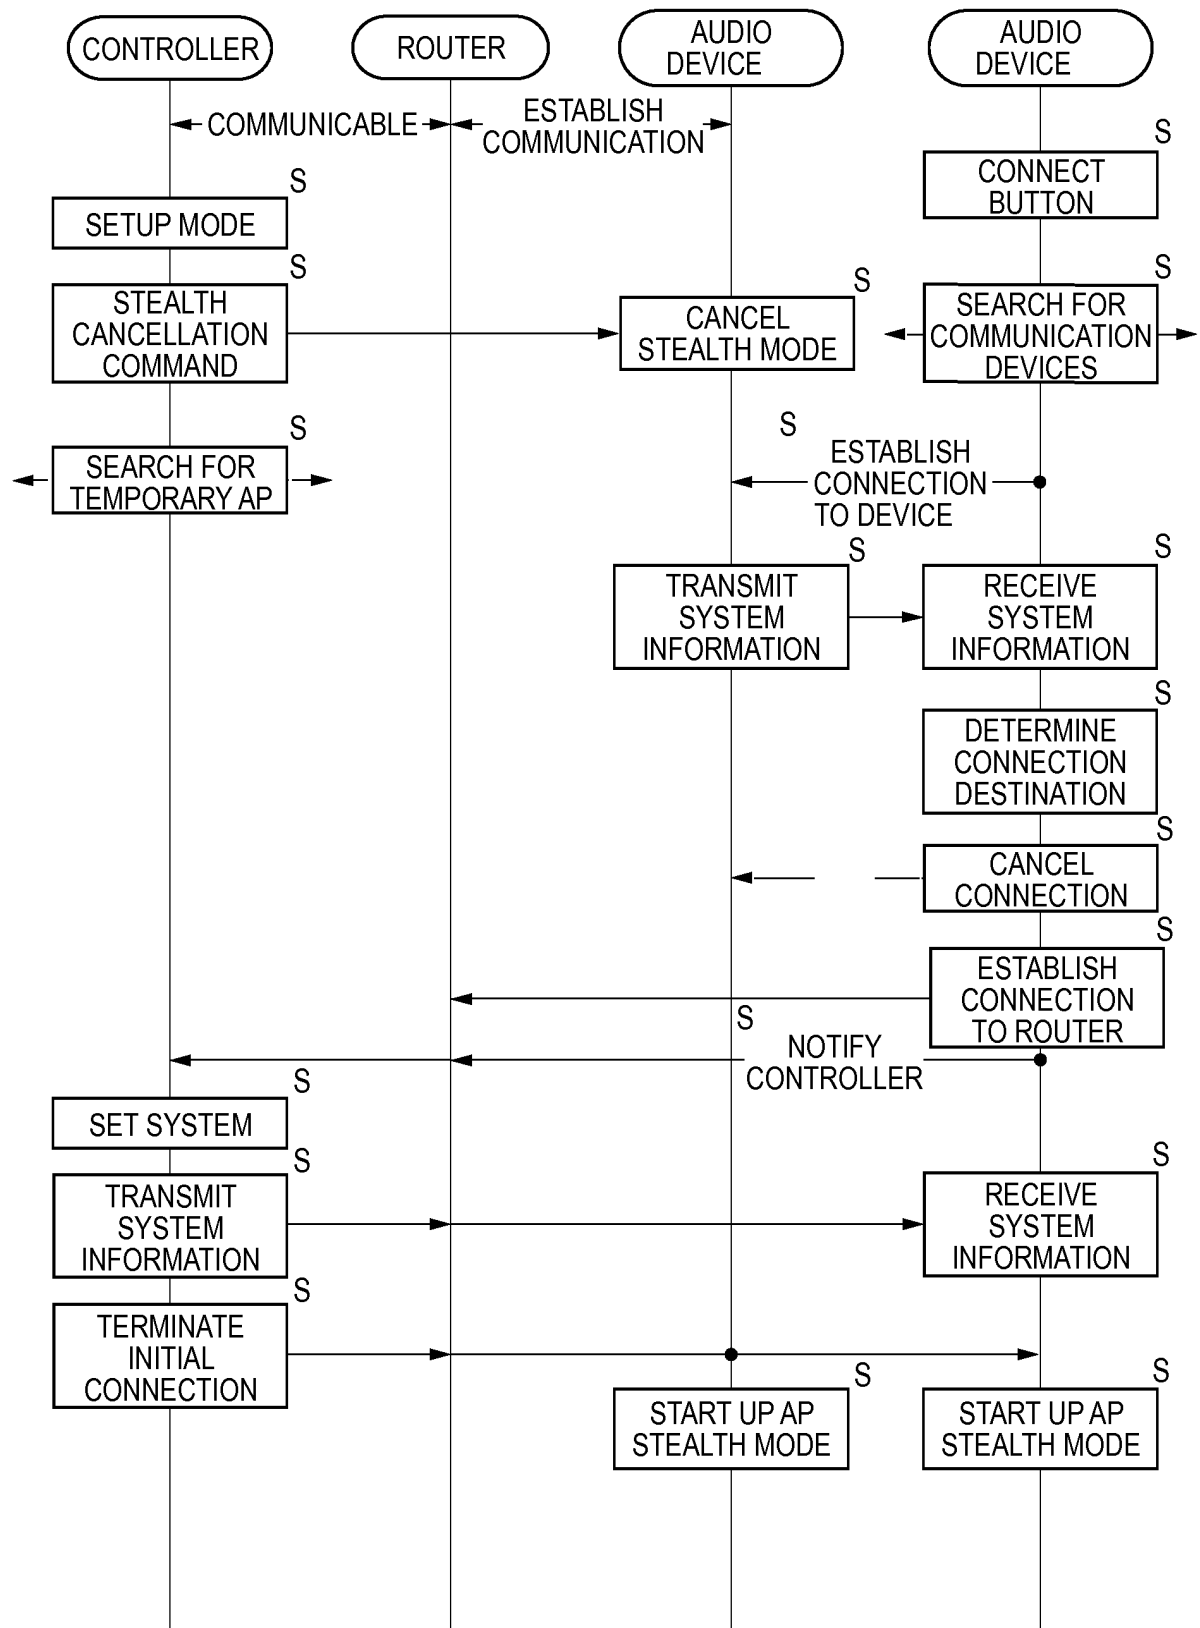 CONTROLLER
ROUTER
AUDIO
DEVICE
AUDIO
DEVICE
COMMUNICABLE
ESTABLISH
COMMUNICATION
S
CONNECT
BUTTON
S
SETUP MODE
S
STEALTH
CANCELLATION
COMMAND
S
CANCEL
STEALTH MODE
S
SEARCH FOR
COMMUNICATION
DEVICES
S
SEARCH FOR
TEMPORARY AP
S
ESTABLISH
CONNECTION
TO DEVICE
S
TRANSMIT
SYSTEM
INFORMATION
S
RECEIVE
SYSTEM
INFORMATION
S
DETERMINE
CONNECTION
DESTINATION
S
CANCEL
CONNECTION
S
ESTABLISH
CONNECTION
TO ROUTER
S
NOTIFY
CONTROLLER
S
SET SYSTEM
S
TRANSMIT
SYSTEM
INFORMATION
S
RECEIVE
SYSTEM
INFORMATION
S
TERMINATE
INITIAL
CONNECTION
S
START UP AP
STEALTH MODE
S
START UP AP
STEALTH MODE